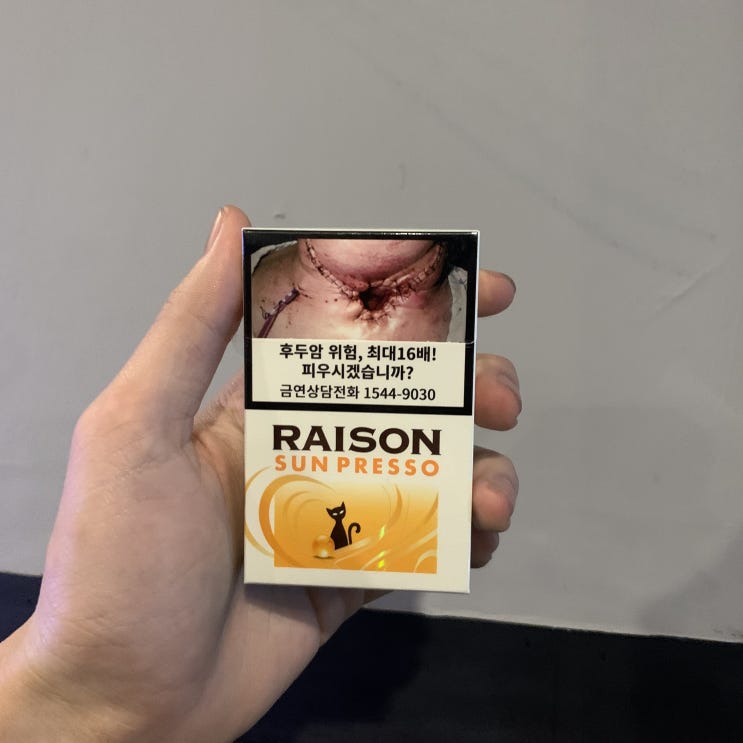 후두암 위험, 최대16배!
피우시겠습니까?
금연상담전화 1544-9030
RAISON
SUN PRESSO